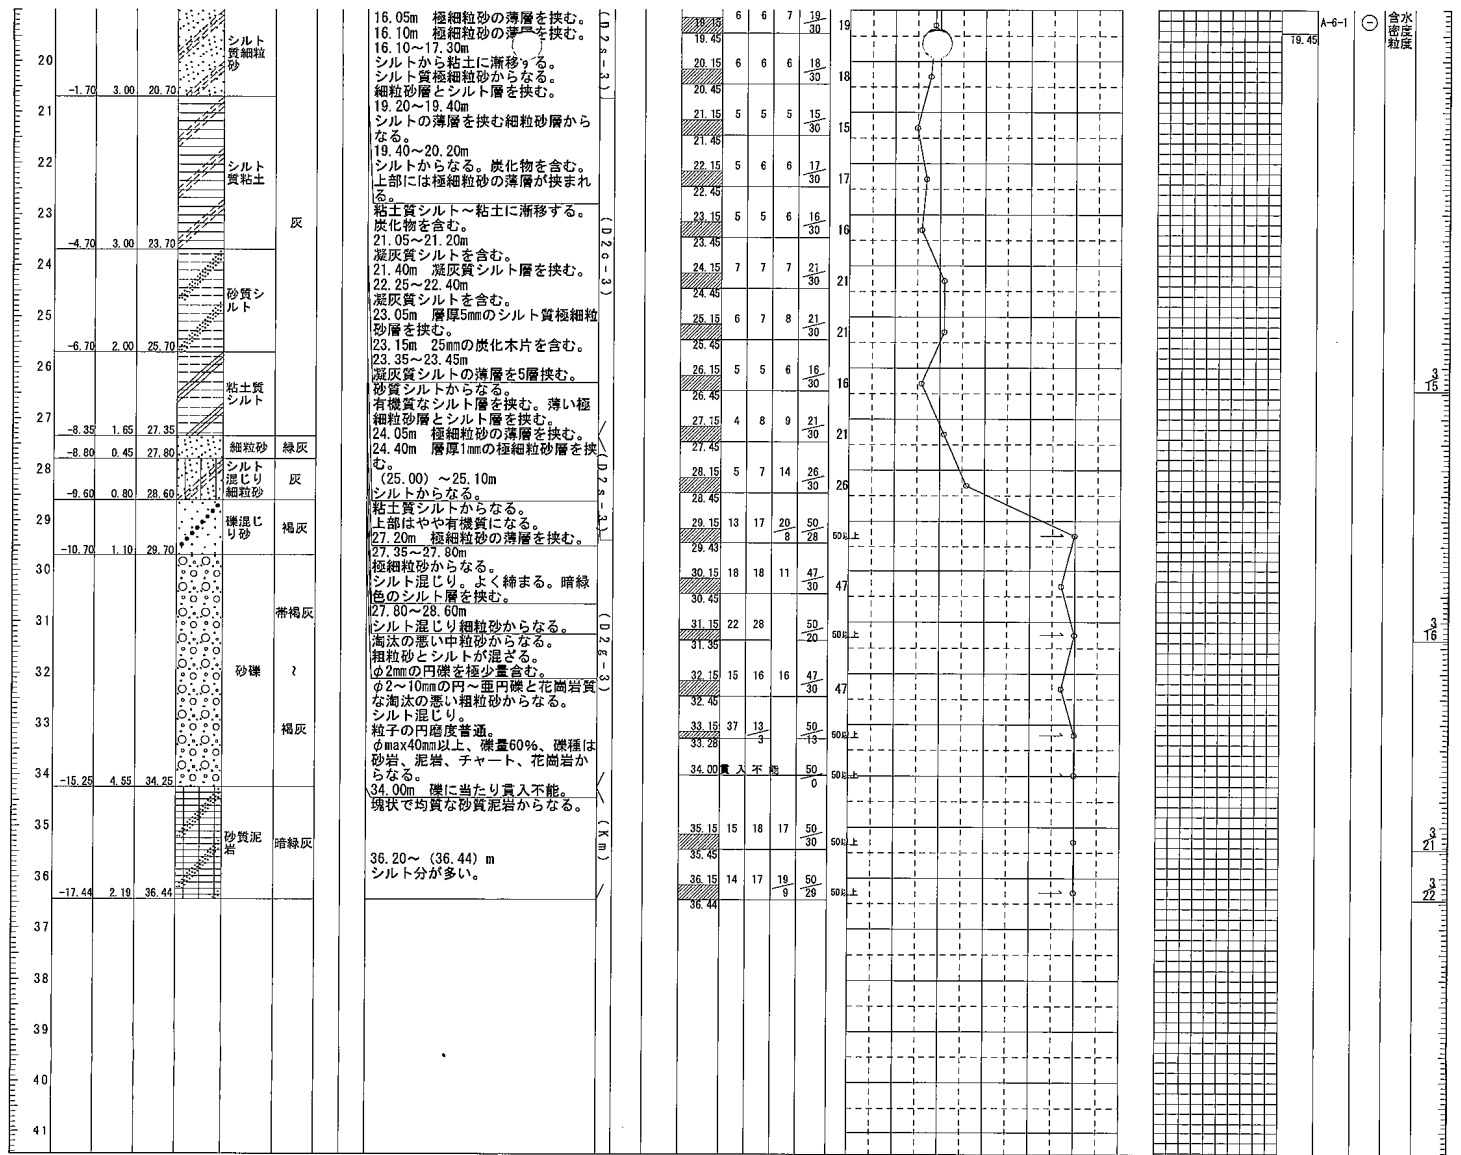 20
21
22
23
24
25
26
27
28
29
30
31
32
33
34
35
36
37
38
39
40
41
-1.70 3.00 20.70
-4.70 3.00 23.70
-6.70 2.00 25.70
-8.35 1.65 27.35
-8.80 0.45 27.80
-9.60 0.80 28.60
-10.70 1.10 29.70
-15.25 4.55 34.25
-17.44 2.19 36.44
シルト
質細粒
砂
シルト
質粘土
砂質シ
ルト
粘土質
シルト
細粒砂
シルト
混じり
細粒砂
礫混じ
り砂
砂礫
砂質泥
岩
灰
緑灰
灰
褐灰
帯褐灰
~
褐灰
暗緑灰
16.05m 極細粒砂の薄層を挟む。
16.10m 極細粒砂の薄層を挟む。
16.10～17.30m
シルトから粘土に漸移する。
シルト質極細粒砂からなる。
細粒砂層とシルト層を挟む。
19.20～19.40m
シルトの薄層を挟む細粒砂層から
なる。
19.40～20.20m
シルトからなる。炭化物を含む。
上部には極細粒砂の薄層が挟まれ
る。
粘土質シルト～粘土に漸移する。
炭化物を含む。
21.05～21.20m
凝灰質シルトを含む。
21.40m 凝灰質シルト層を挟む。
22.25～22.40m
凝灰質シルトを含む。
23.05m 層厚5mmのシルト質極細粒
砂層を挟む。
23.15m 25mmの炭化木片を含む。
23.35～23.45m
凝灰質シルトの薄層を5層挟む。
砂質シルトからなる。
有機質なシルト層を挟む。薄い極
細粒砂層とシルト層を挟む。
24.05m 極細粒砂の薄層を挟む。
24.40m 層厚1mmの極細粒砂層を挟
む。
(25.00) ～25.10m
シルトからなる。
粘土質シルトからなる。
上部はやや有機質になる。
27.20m 極細粒砂の薄層を挟む。
27.35～27.80m
極細粒砂からなる。
シルト混じり。よく締まる。暗緑
色のシルト層を挟む。
27.80～28.60m
シルト混じり細粒砂からなる。
淘汰の悪い中粒砂からなる。
粗粒砂とシルトが混ざる。
φ2mmの円礫を極少量含む。
φ2～10mmの円～亜円礫と花崗岩質
な淘汰の悪い粗粒砂からなる。
シルト混じり。
粒子の円磨度普通。
φmax40mm以上、礫量60%、礫種は
砂岩、泥岩、チャート、花崗岩か
らなる。
34.00m 礫に当たり貫入不能。
塊状で均質な砂質泥岩からなる。
36.20～ (36.44) m
シルト分が多い。
(D2s-3)
(D2c-3)
(D2s-3)
(D2g-3)
(Km)
19.15 6 6 7 19/30 19
19.45
20.15 6 6 6 18/30 18
20.45
21.15 5 5 5 15/30 15
21.45
22.15 5 6 6 17/30 17
22.45
23.15 5 5 6 16/30 16
23.45
24.15 7 7 7 21/30 21
24.45
25.15 6 7 8 21/30 21
25.45
26.15 5 5 6 16/30 16
26.45
27.15 4 8 9 21/30 21
27.45
28.15 5 7 14 26/30 26
28.45
29.15 13 17 20/8 50/28 50以上
29.43
30.15 18 18 11 47/30 47
30.45
31.15 22 28 50/20 50以上
31.35
32.15 15 16 16 47/30 47
32.45
33.15 37 13/3 50/13 50以上
33.28
34.00 貫入不能 50/0 50以上
35.15 15 18 17 50/30 50以上
35.45
36.15 14 17 19/9 50/29 50以上
36.44
19.45
A-6-1
含水
密度
粒度
3/15
3/16
3/21
3/22